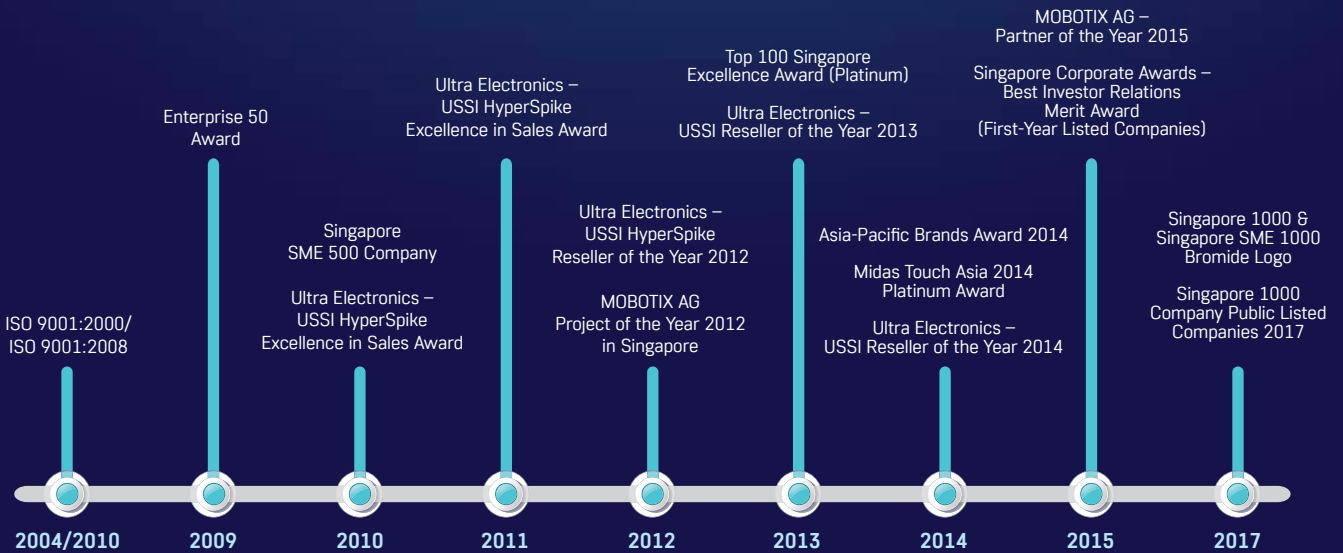 ISO 9001:2000/
ISO 9001:2008
2004/2010
Enterprise 50
Award
2009
Singapore
SME 500 Company
Ultra Electronics –
USSI HyperSpike
Excellence in Sales Award
2010
Ultra Electronics –
USSI HyperSpike
Excellence in Sales Award
2011
Ultra Electronics –
USSI HyperSpike
Reseller of the Year 2012
MOBOTIX AG
Project of the Year 2012
in Singapore
2012
Top 100 Singapore
Excellence Award (Platinum)
Ultra Electronics –
USSI Reseller of the Year 2013
2013
Asia-Pacific Brands Award 2014
Midas Touch Asia 2014
Platinum Award
Ultra Electronics –
USSI Reseller of the Year 2014
2014
MOBOTIX AG –
Partner of the Year 2015
Singapore Corporate Awards –
Best Investor Relations
Merit Award
(First-Year Listed Companies)
2015
Singapore 1000 &
Singapore SME 1000
Bromide Logo
Singapore 1000
Company Public Listed
Companies 2017
2017